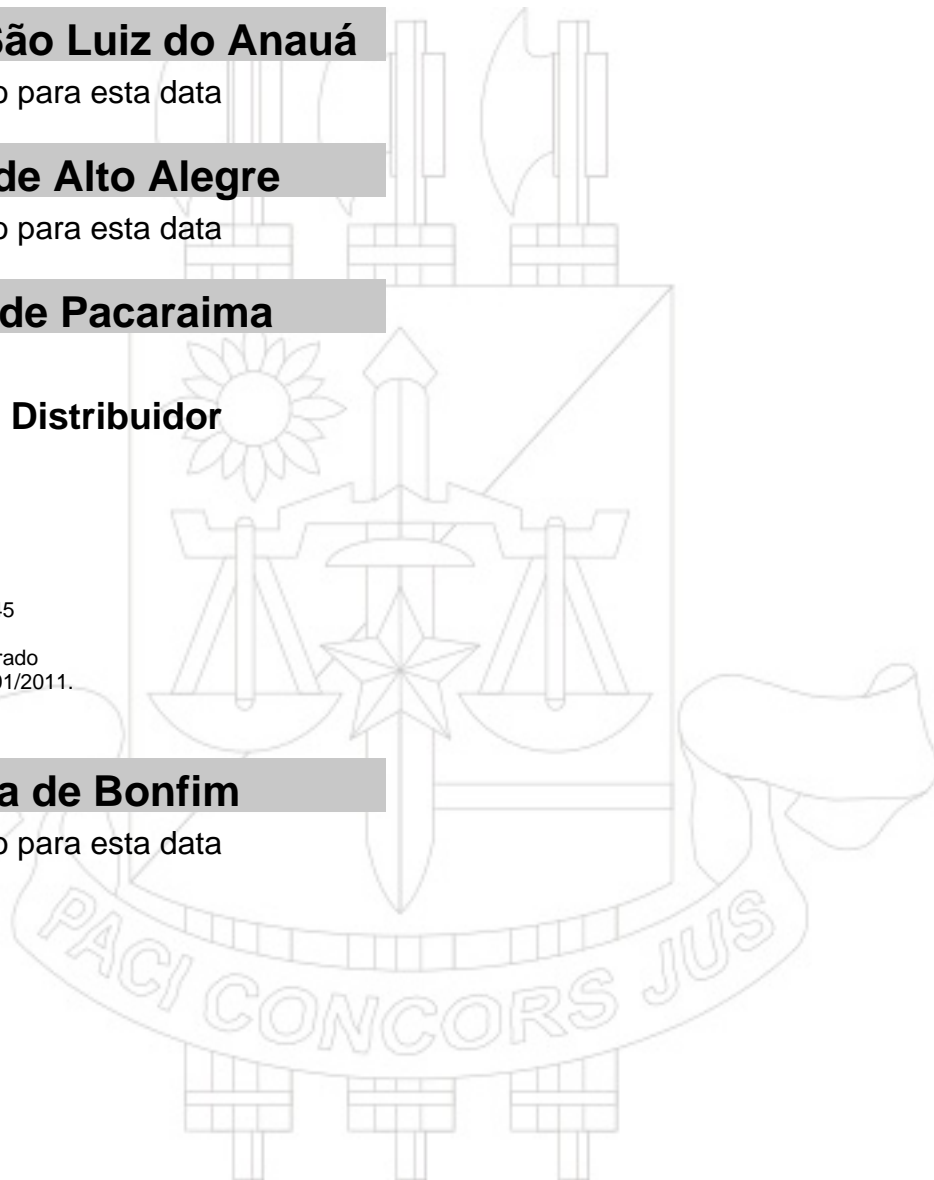 São Luiz do Anauá
o para esta data
de Alto Alegre
o para esta data
de Pacaraima
Distribuidor
45
rado
01/2011.
a de Bonfim
o para esta data
PACI CONCORS JUS